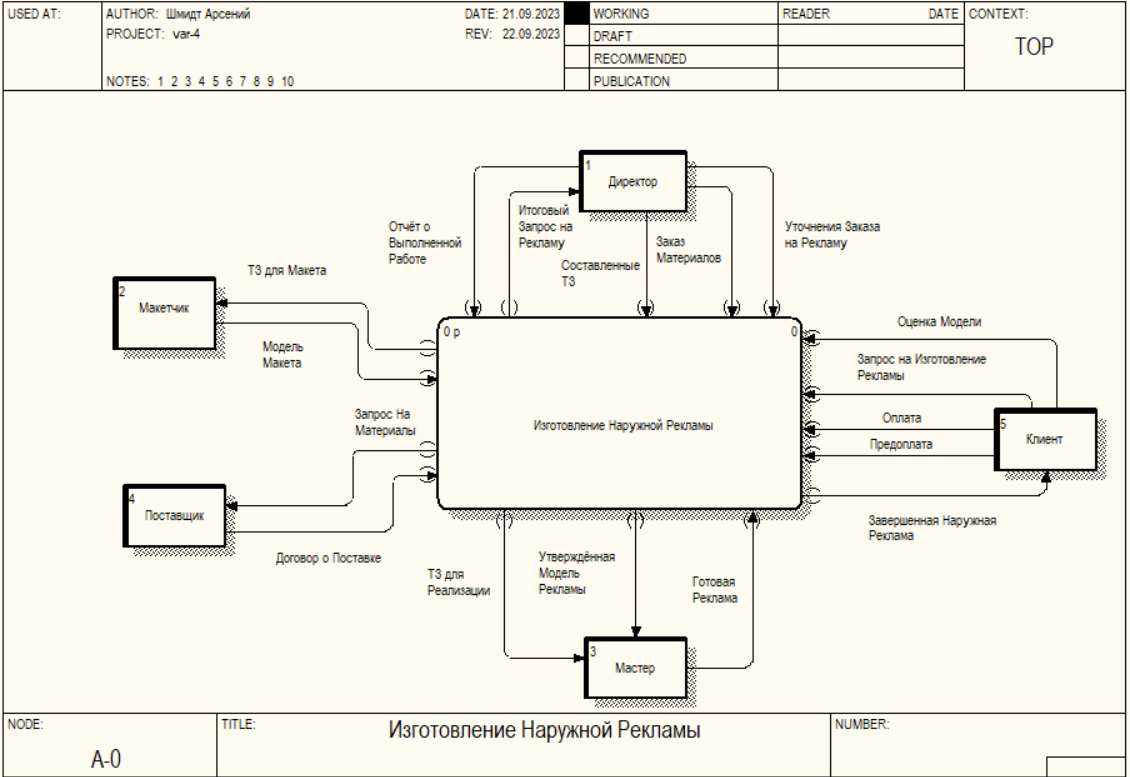 USED AT:
AUTHOR: Шмидт Арсений
DATE: 21.09.2023
PROJECT: var-4
REV: 22.09.2023
NOTES: 1 2 3 4 5 6 7 8 9 10
WORKING
DRAFT
RECOMMENDED
PUBLICATION
READER
DATE
CONTEXT:
TOP
1
Директор
Отчёт о
Выполненной
Работе
Итоговый
Запрос на
Рекламу
Составленные
ТЗ
Заказ
Материалов
Уточнения Заказа
на Рекламу
ТЗ для Макета
2
Макетчик
Модель
Макета
0 р
0
Изготовление Наружной Рекламы
Оценка Модели
Запрос на Изготовление
Рекламы
Оплата
Предоплата
5
Клиент
Завершенная Наружная
Реклама
Запрос На
Материалы
4
Поставщик
Договор о Поставке
ТЗ для
Реализации
Утверждённая
Модель
Рекламы
Готовая
Реклама
3
Мастер
NODE:
A-0
TITLE:
Изготовление Наружной Рекламы
NUMBER: